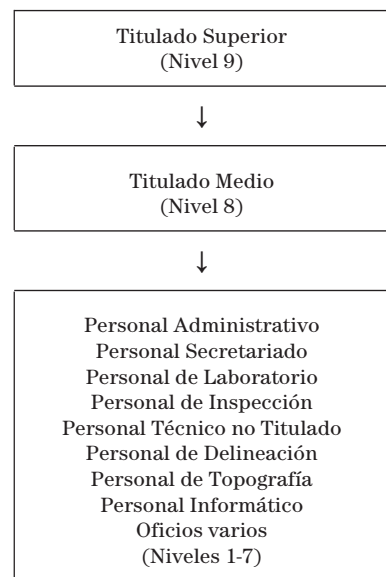 Titulado Superior
(Nivel 9)
↓
Titulado Medio
(Nivel 8)
↓
Personal Administrativo
Personal Secretariado
Personal de Laboratorio
Personal de Inspección
Personal Técnico no Titulado
Personal de Delineación
Personal de Topografía
Personal Informático
Oficios varios
(Niveles 1-7)